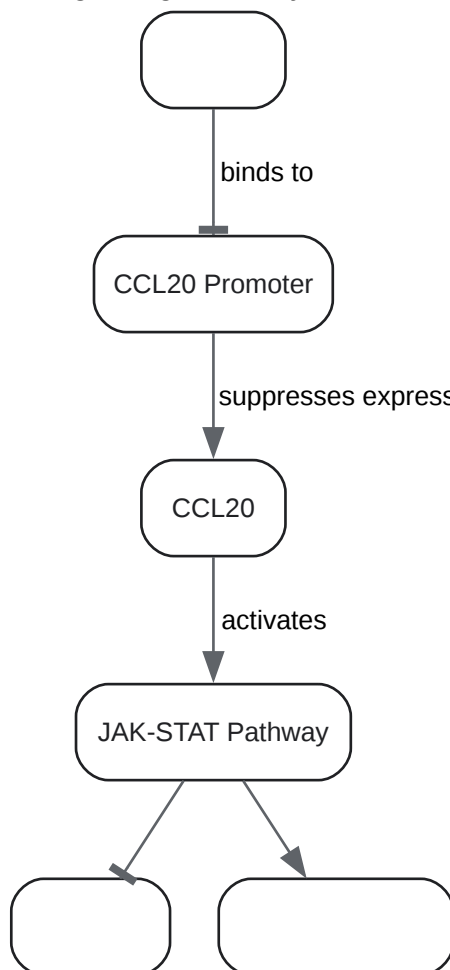 binds to
CCL20 Promoter
suppresses express
CCL20
activates
JAK-STAT Pathway